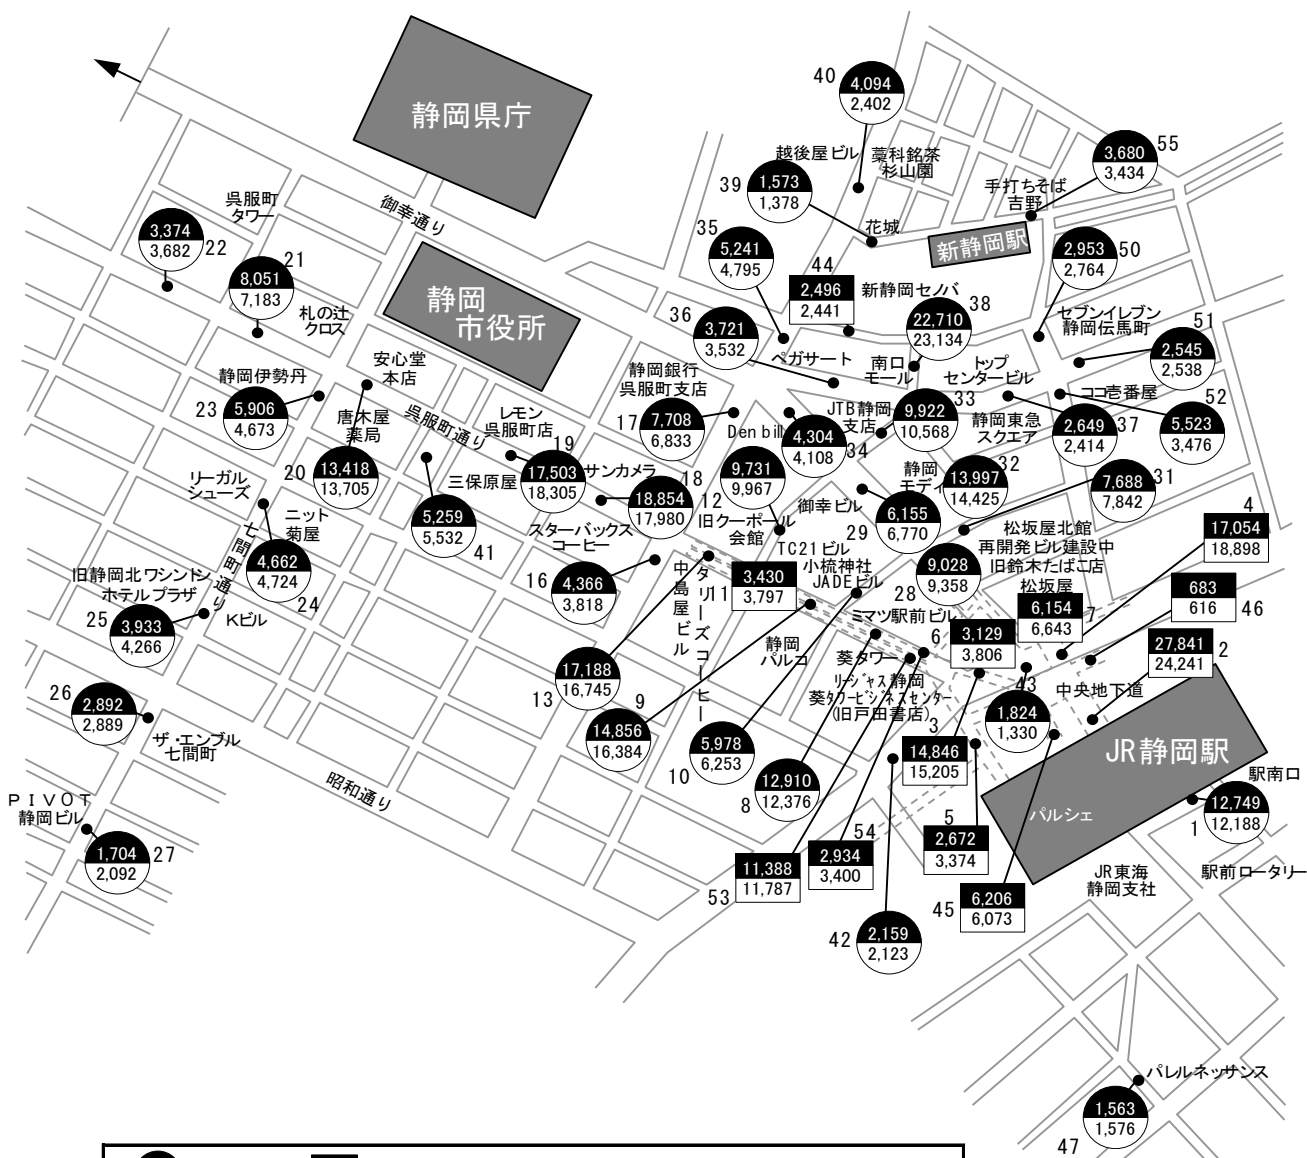 静岡県庁
40
4,094
2,402
越後屋ビル
藁科銘茶
杉山園
3,680
3,434
55
39
1,573
1,378
手打ちそば
吉野
呉服町
タワー
御幸通り
花城
新静岡駅
3,374
3,682
22
35
5,241
4,795
2,953
2,764
50
21
8,051
7,183
44
2,496
2,441
新静岡セノバ
38
22,710
23,134
静岡
市役所
札の辻
クロス
36
3,721
3,532
セブンイレブン
静岡伝馬町
51
2,545
2,538
安心堂
本店
ペガサート
南口
モール
トップ
センタービル
静岡伊勢丹
23
5,906
4,673
静岡銀行
呉服町支店
17
7,708
6,833
JTB静岡
支店
33
9,922
10,568
ココ壱番屋
52
5,523
3,476
静岡東急
スクエア
2,649
2,414
37
唐木屋
薬局
呉服町通り
レモン
呉服町店
Den bill
4,304
4,108
34
19
17,503
18,305
20
13,418
13,705
三保原屋
サンカメラ
18
18,854
17,980
9,731
9,967
12
旧クーポール
会館
静岡
モディ
32
13,997
14,425
7,688
7,842
31
リーガル
シューズ
ニット
菊屋
5,259
5,532
41
スターバックス
コーヒー
16
4,366
3,818
御幸ビル
29
6,155
6,770
松坂屋北館
再開発ビル建設中
旧鈴木たばこ店
松坂屋
4
17,054
18,898
七間町通り
4,662
4,724
24
TC21ビル
小梳神社
JADEビル
28
9,028
9,358
旧静岡北ワシントン
ホテルプラザ
25
3,933
4,266
Kビル
中島屋ビル
タリーズコーヒー
11
3,430
3,797
ミマツ駅前ビル
6
3,129
3,806
6,154
6,643
7
683
616
46
静岡
パルコ
葵タワー
リージャス静岡
葵タワービジネスセンター
(旧戸田書店)
27,841
24,241
2
43
1,824
1,330
中央地下道
26
2,892
2,889
17,188
16,745
13
9
14,856
16,384
ザ・エンブル
七間町
5,978
6,253
10
3
14,846
15,205
JR静岡駅
昭和通り
12,910
12,376
8
駅南口
12,749
12,188
1
PIVOT
静岡ビル
1,704
2,092
27
パルシェ
5
2,672
3,374
54
2,934
3,400
53
11,388
11,787
JR東海
静岡支社
駅前ロータリー
45
6,206
6,073
42
2,159
2,123
パレルネッサンス
1,563
1,576
47